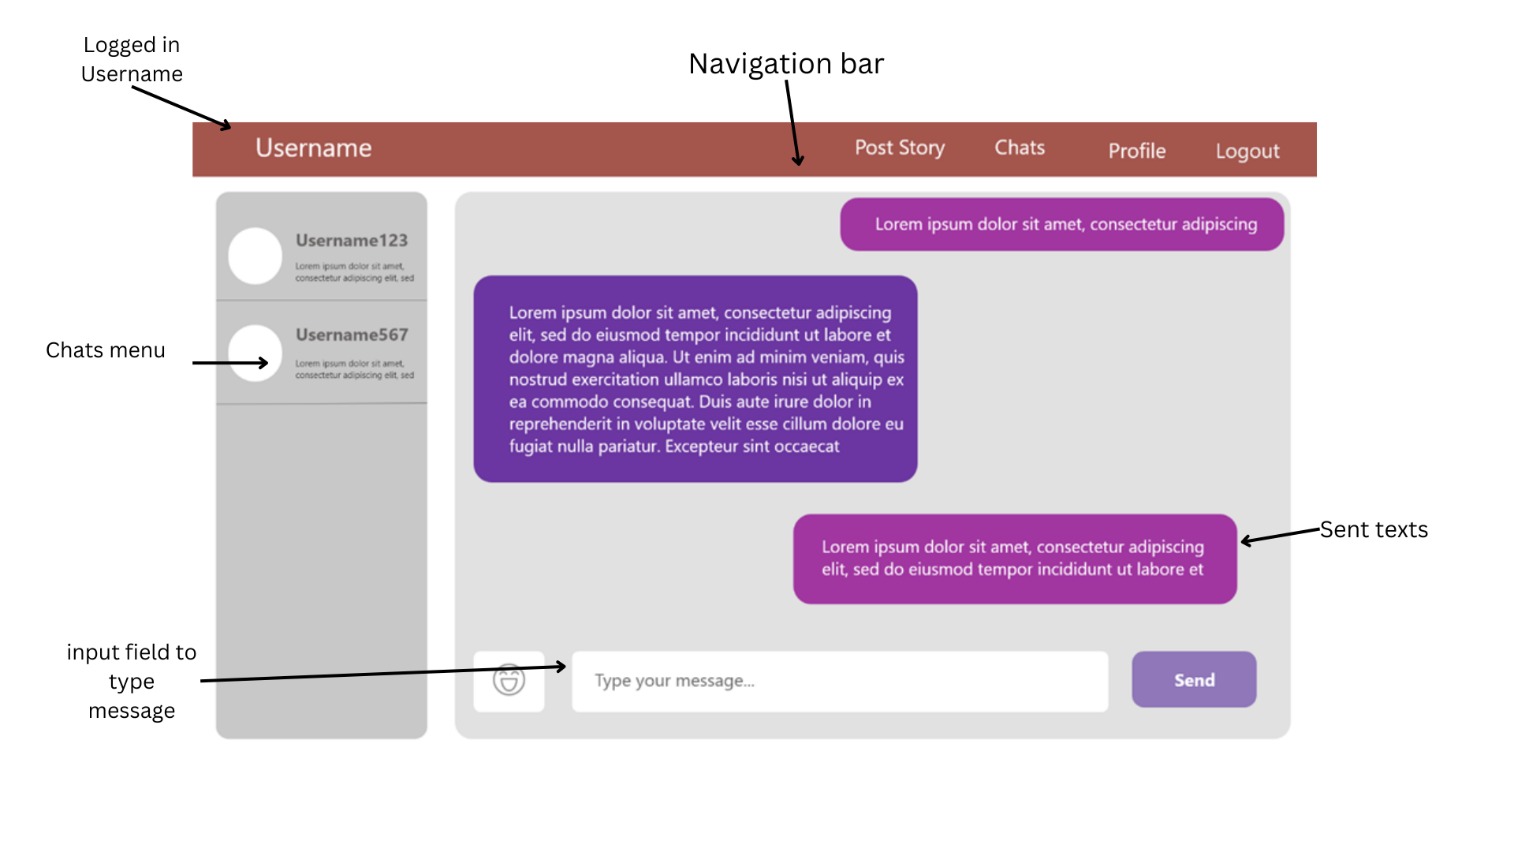 Logged in
Username
Navigation bar
Username
Post Story
Chats
Profile
Logout
Username123
Lorem ipsum dolor sit amet,
consectetur adipiscing elit, sed
Username567
Lorem ipsum dolor sit amet,
consectetur adipiscing elit, sed
Chats menu
Lorem ipsum dolor sit amet, consectetur adipiscing
Lorem ipsum dolor sit amet, consectetur adipiscing
elit, sed do eiusmod tempor incididunt ut labore et
dolore magna aliqua. Ut enim ad minim veniam, quis
nostrud exercitation ullamco laboris nisi ut aliquip ex
ea commodo consequat. Duis aute irure dolor in
reprehenderit in voluptate velit esse cillum dolore eu
fugiat nulla pariatur. Excepteur sint occaecat
Lorem ipsum dolor sit amet, consectetur adipiscing
elit, sed do eiusmod tempor incididunt ut labore et
Sent texts
input field to
type
message
Type your message...
Send